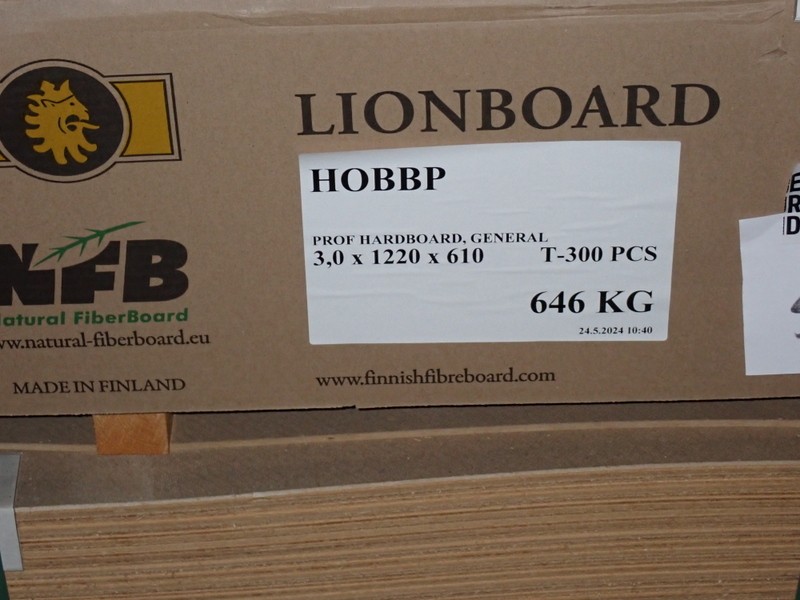 LIONBOARD
HOBBP
PROF HARDBOARD, GENERAL
3,0 x 1220 x 610 T-300 PCS
646 KG
24.5.2024 10:40
NFB
Natural FiberBoard
www.natural-fiberboard.eu
MADE IN FINLAND
www.finnishfibreboard.com